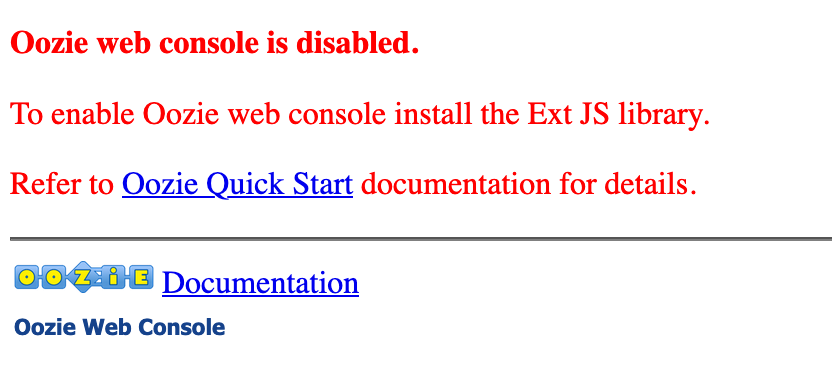 Oozie web console is disabled.
To enable Oozie web console install the Ext JS library.
Refer to Oozie Quick Start documentation for details.
OOZiE Documentation
Oozie Web Console